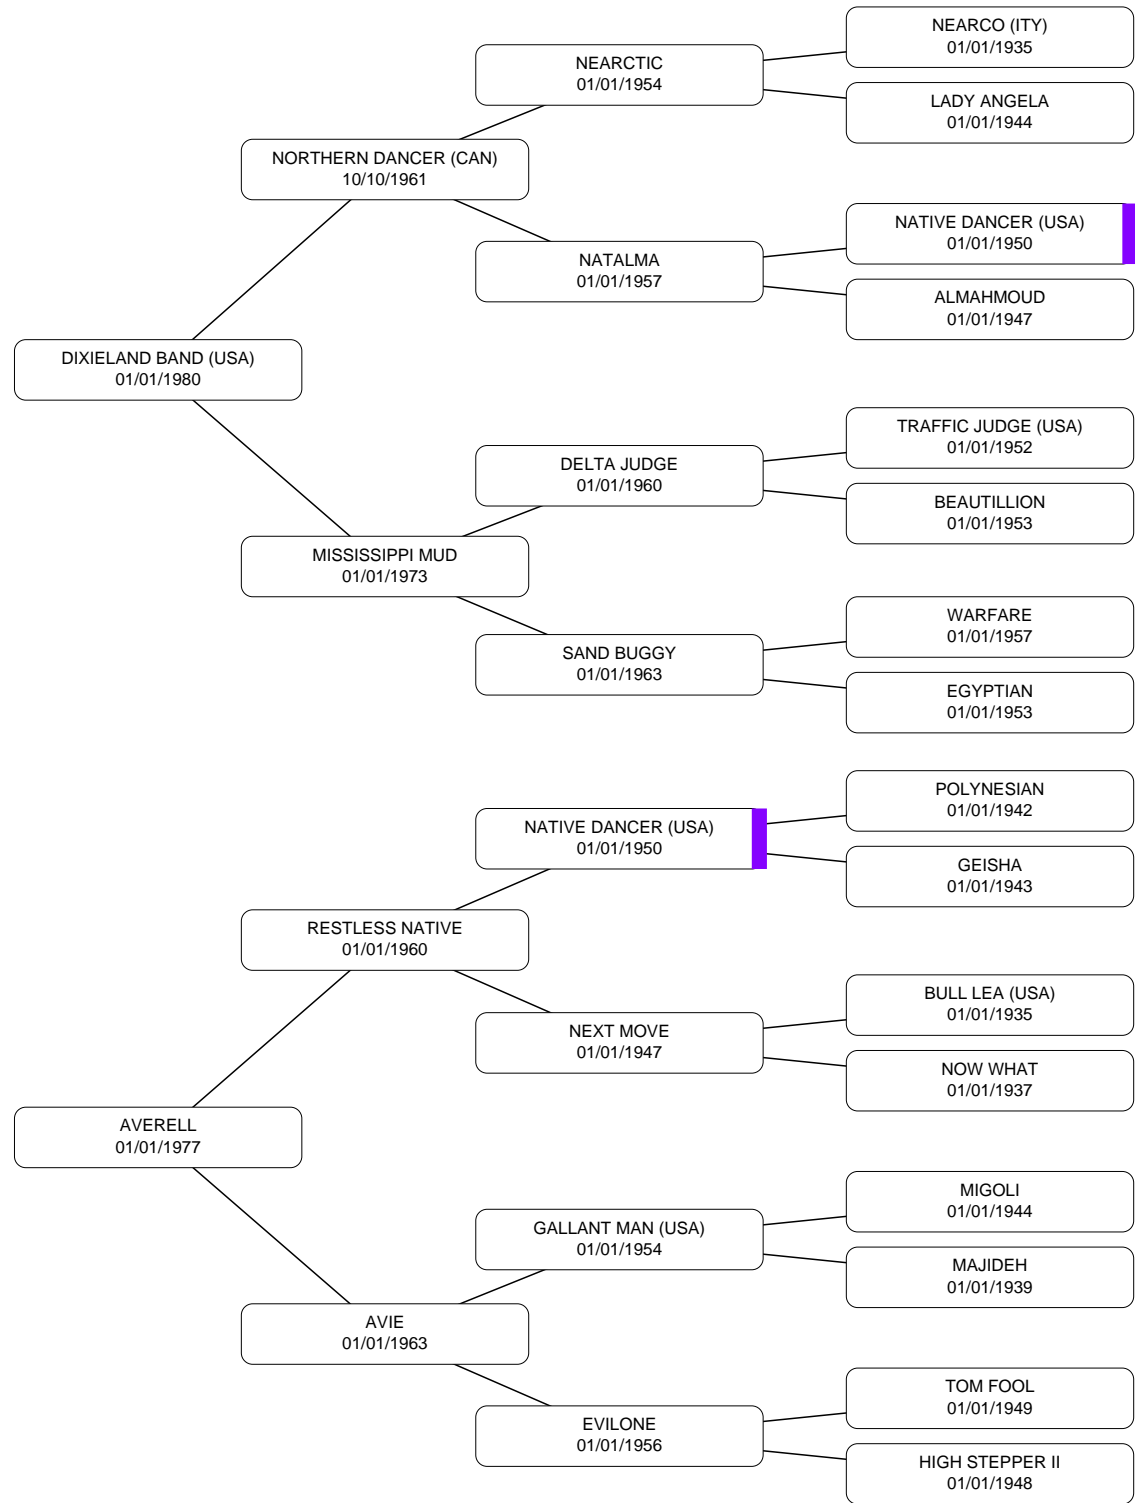 NEARCO (ITY)
01/01/1935
NEARCTIC
01/01/1954
LADY ANGELA
01/01/1944
NORTHERN DANCER (CAN)
10/10/1961
NATIVE DANCER (USA)
01/01/1950
NATALMA
01/01/1957
ALMAHMOUD
01/01/1947
DIXIELAND BAND (USA)
01/01/1980
TRAFFIC JUDGE (USA)
01/01/1952
DELTA JUDGE
01/01/1960
BEAUTILLION
01/01/1953
MISSISSIPPI MUD
01/01/1973
WARFARE
01/01/1957
SAND BUGGY
01/01/1963
EGYPTIAN
01/01/1953
POLYNESIAN
01/01/1942
NATIVE DANCER (USA)
01/01/1950
GEISHA
01/01/1943
RESTLESS NATIVE
01/01/1960
BULL LEA (USA)
01/01/1935
NEXT MOVE
01/01/1947
NOW WHAT
01/01/1937
AVERELL
01/01/1977
MIGOLI
01/01/1944
GALLANT MAN (USA)
01/01/1954
MAJIDEH
01/01/1939
AVIE
01/01/1963
TOM FOOL
01/01/1949
EVILONE
01/01/1956
HIGH STEPPER II
01/01/1948